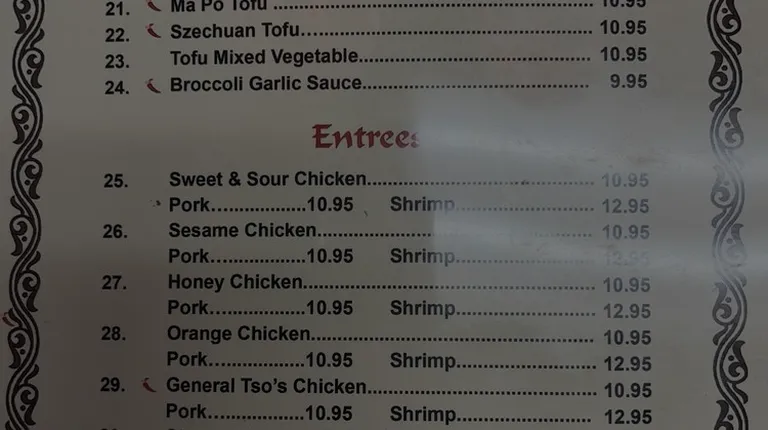 21. Ma Po Tofu ........................................................ 10.95
22. Szechuan Tofu................................................... 10.95
23. Tofu Mixed Vegetable........................................ 10.95
24. Broccoli Garlic Sauce........................................ 9.95
Entrees
25. Sweet & Sour Chicken........................................ 10.95
Pork..................10.95 Shrimp........................ 12.95
26. Sesame Chicken................................................ 10.95
Pork..................10.95 Shrimp........................ 12.95
27. Honey Chicken................................................... 10.95
Pork..................10.95 Shrimp........................ 12.95
28. Orange Chicken.................................................. 10.95
Pork..................10.95 Shrimp........................ 12.95
29. General Tso's Chicken........................................ 10.95
Pork..................10.95 Shrimp........................ 12.95